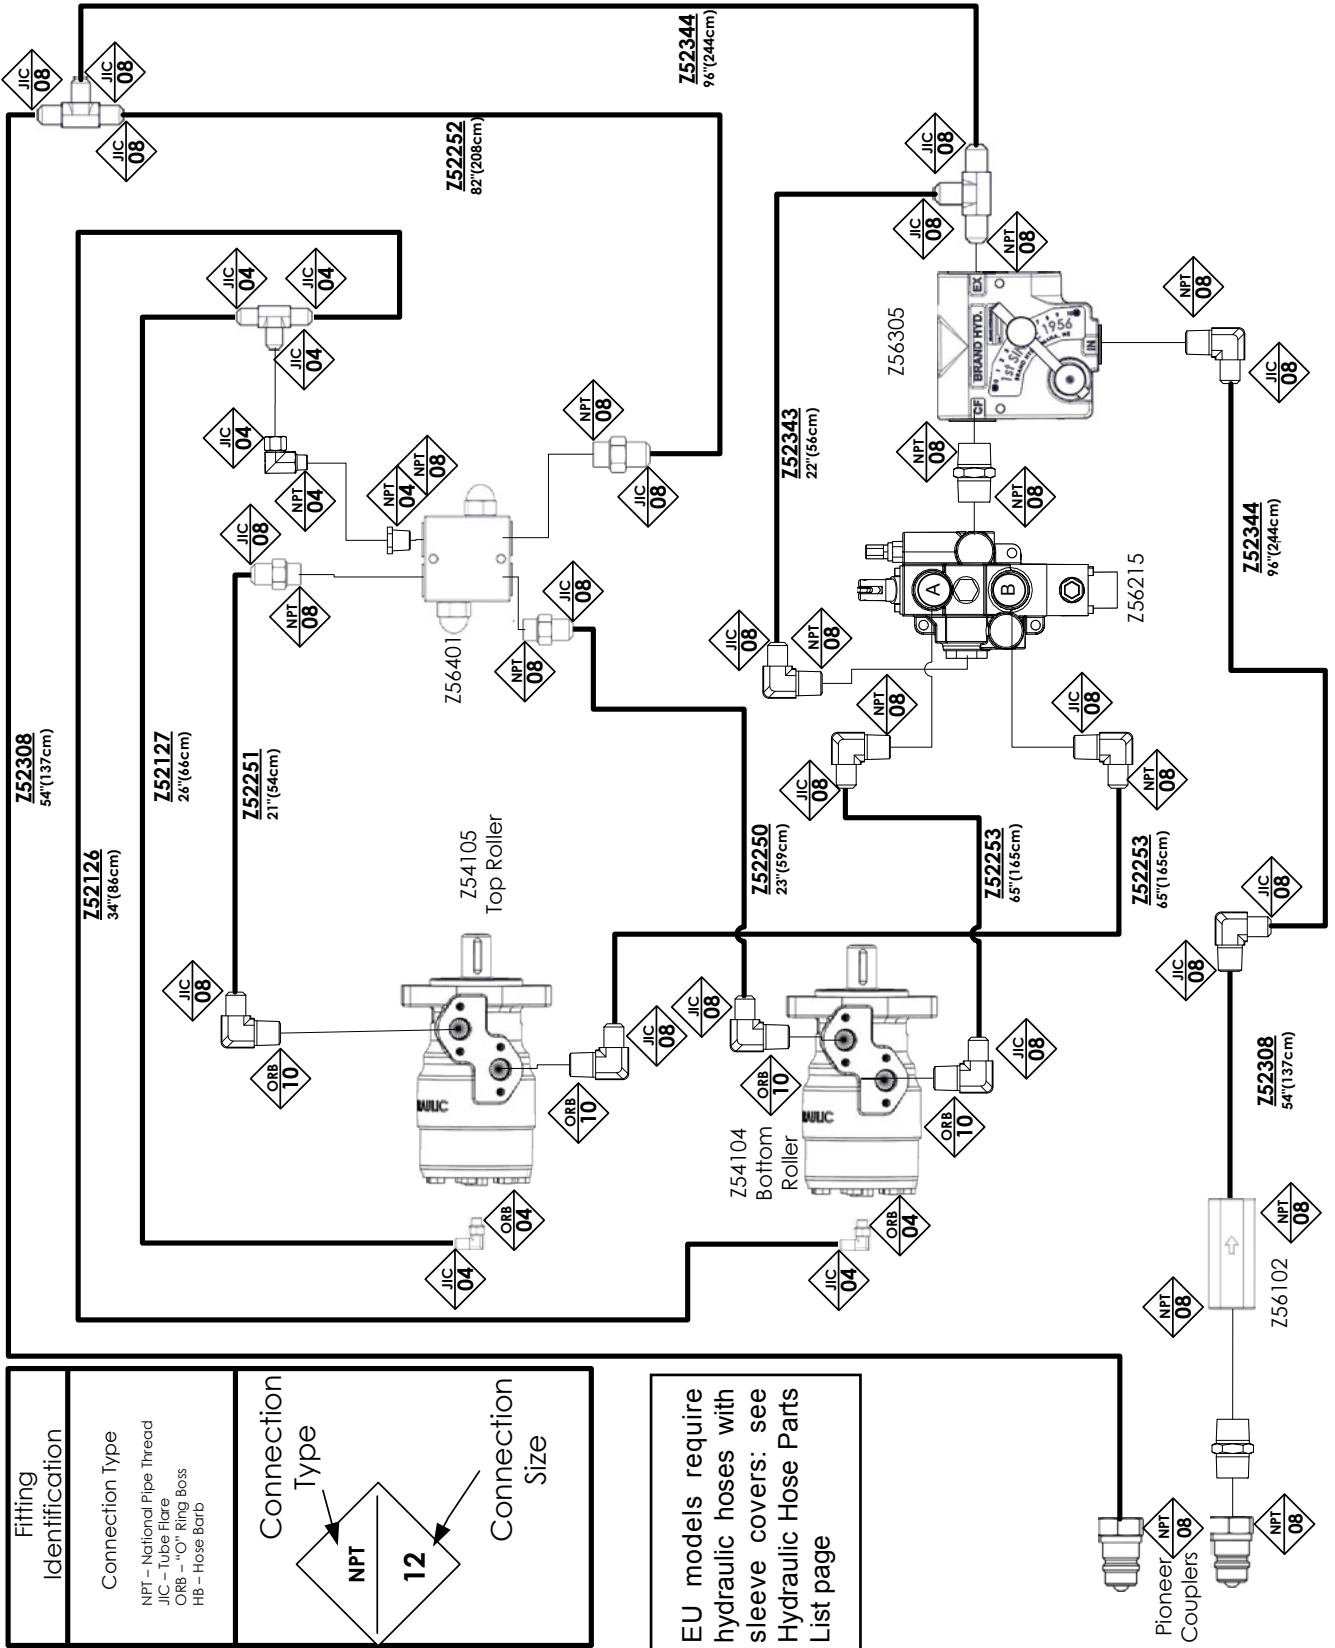 Fitting
Identification
Connection Type
NPT – National Pipe Thread
JIC – Tube Flare
ORB – "O" Ring Boss
HB – Hose Barb
Connection
Type
NPT
12
Connection
Size
EU models require
hydraulic hoses with
sleeve covers: see
Hydraulic Hose Parts
List page
Z52308
54"(137cm)
Z52126
34"(86cm)
Z52127
26"(66cm)
Z52251
21"(54cm)
Z52252
82"(208cm)
Z52344
96"(244cm)
Z52343
22"(56cm)
Z52250
23"(59cm)
Z52253
65"(165cm)
Z52253
65"(165cm)
Z52344
96"(244cm)
Z52308
54"(137cm)
Z54105
Top Roller
Z54104
Bottom
Roller
Z56401
Z56305
Z56215
Z56102
Pioneer
Couplers
JIC
08
JIC
08
JIC
08
JIC
04
JIC
04
JIC
04
JIC
04
NPT
04
NPT
04
NPT
08
JIC
08
NPT
08
NPT
08
JIC
08
JIC
08
NPT
08
JIC
08
ORB
10
ORB
10
JIC
08
JIC
08
ORB
10
ORB
10
JIC
08
JIC
04
ORB
04
JIC
04
ORB
04
JIC
08
JIC
08
NPT
08
NPT
08
NPT
08
NPT
08
JIC
08
JIC
08
NPT
08
NPT
08
JIC
08
JIC
08
NPT
08
JIC
08
JIC
08
NPT
08
NPT
08
NPT
08
NPT
08
BRAND HYD.
EX
CF
IN
1956
A
B